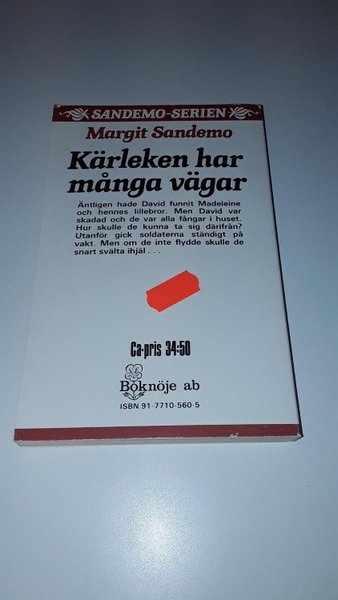 SANDEMO-SERIEN
Margit Sandemo
Kärleken har
många vägar
Äntligen hade David funnit Madeleine
och hennes lillebror. Men David var
skadad och de var alla fångar i huset.
Hur skulle de kunna ta sig därifrån?
Utanför gick soldaterna ständigt på
vakt. Men om de inte flydde skulle de
snart svälta ihjäl . . .
Ca-pris 34:50
Boknöje ab
ISBN 91-7710-560-5